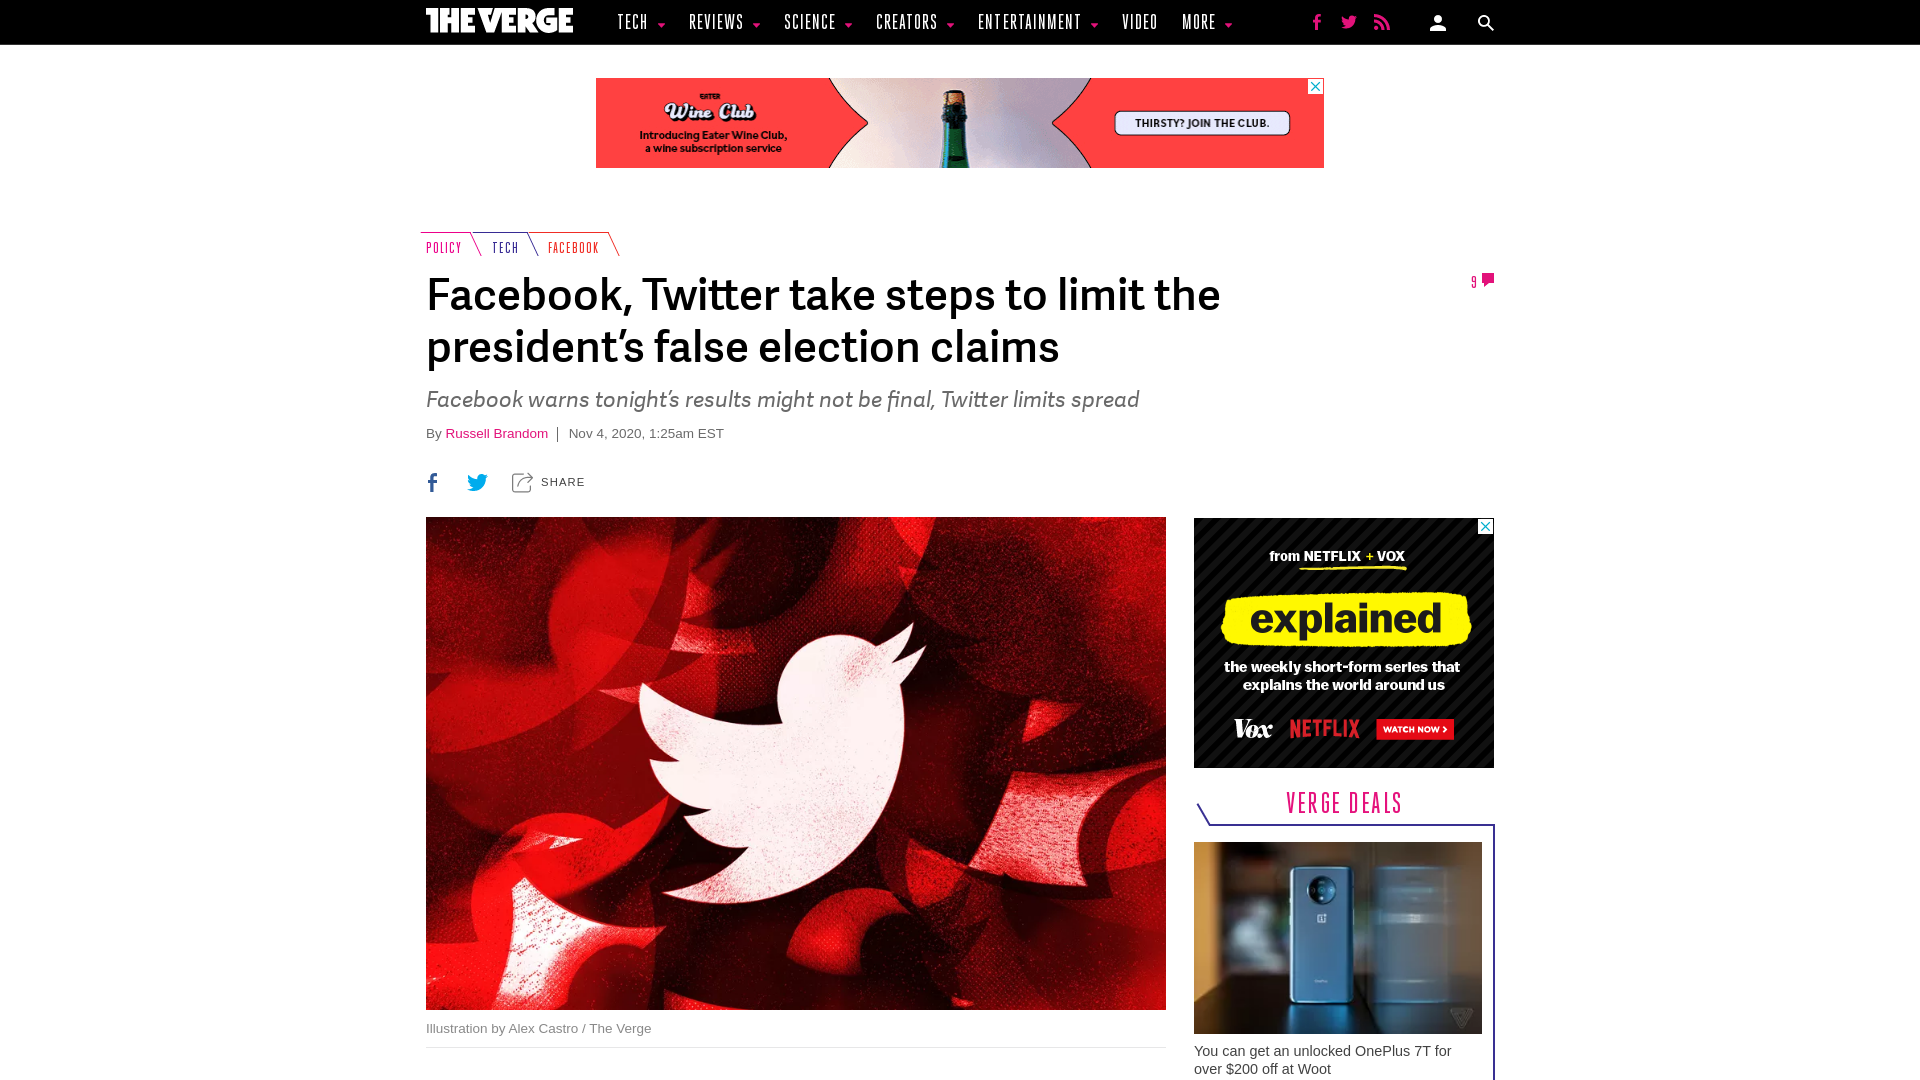 THE VERGE
TECH REVIEWS SCIENCE CREATORS ENTERTAINMENT VIDEO MORE
EATER
Wine Club
Introducing Eater Wine Club,
a wine subscription service
THIRSTY? JOIN THE CLUB.
POLICY TECH FACEBOOK
Facebook, Twitter take steps to limit the
president’s false election claims
9
Facebook warns tonight’s results might not be final, Twitter limits spread
By Russell Brandom | Nov 4, 2020, 1:25am EST
SHARE
Illustration by Alex Castro / The Verge
from NETFLIX + VOX
explained
the weekly short-form series that
explains the world around us
Vox NETFLIX WATCH NOW >
VERGE DEALS
You can get an unlocked OnePlus 7T for
over $200 off at Woot